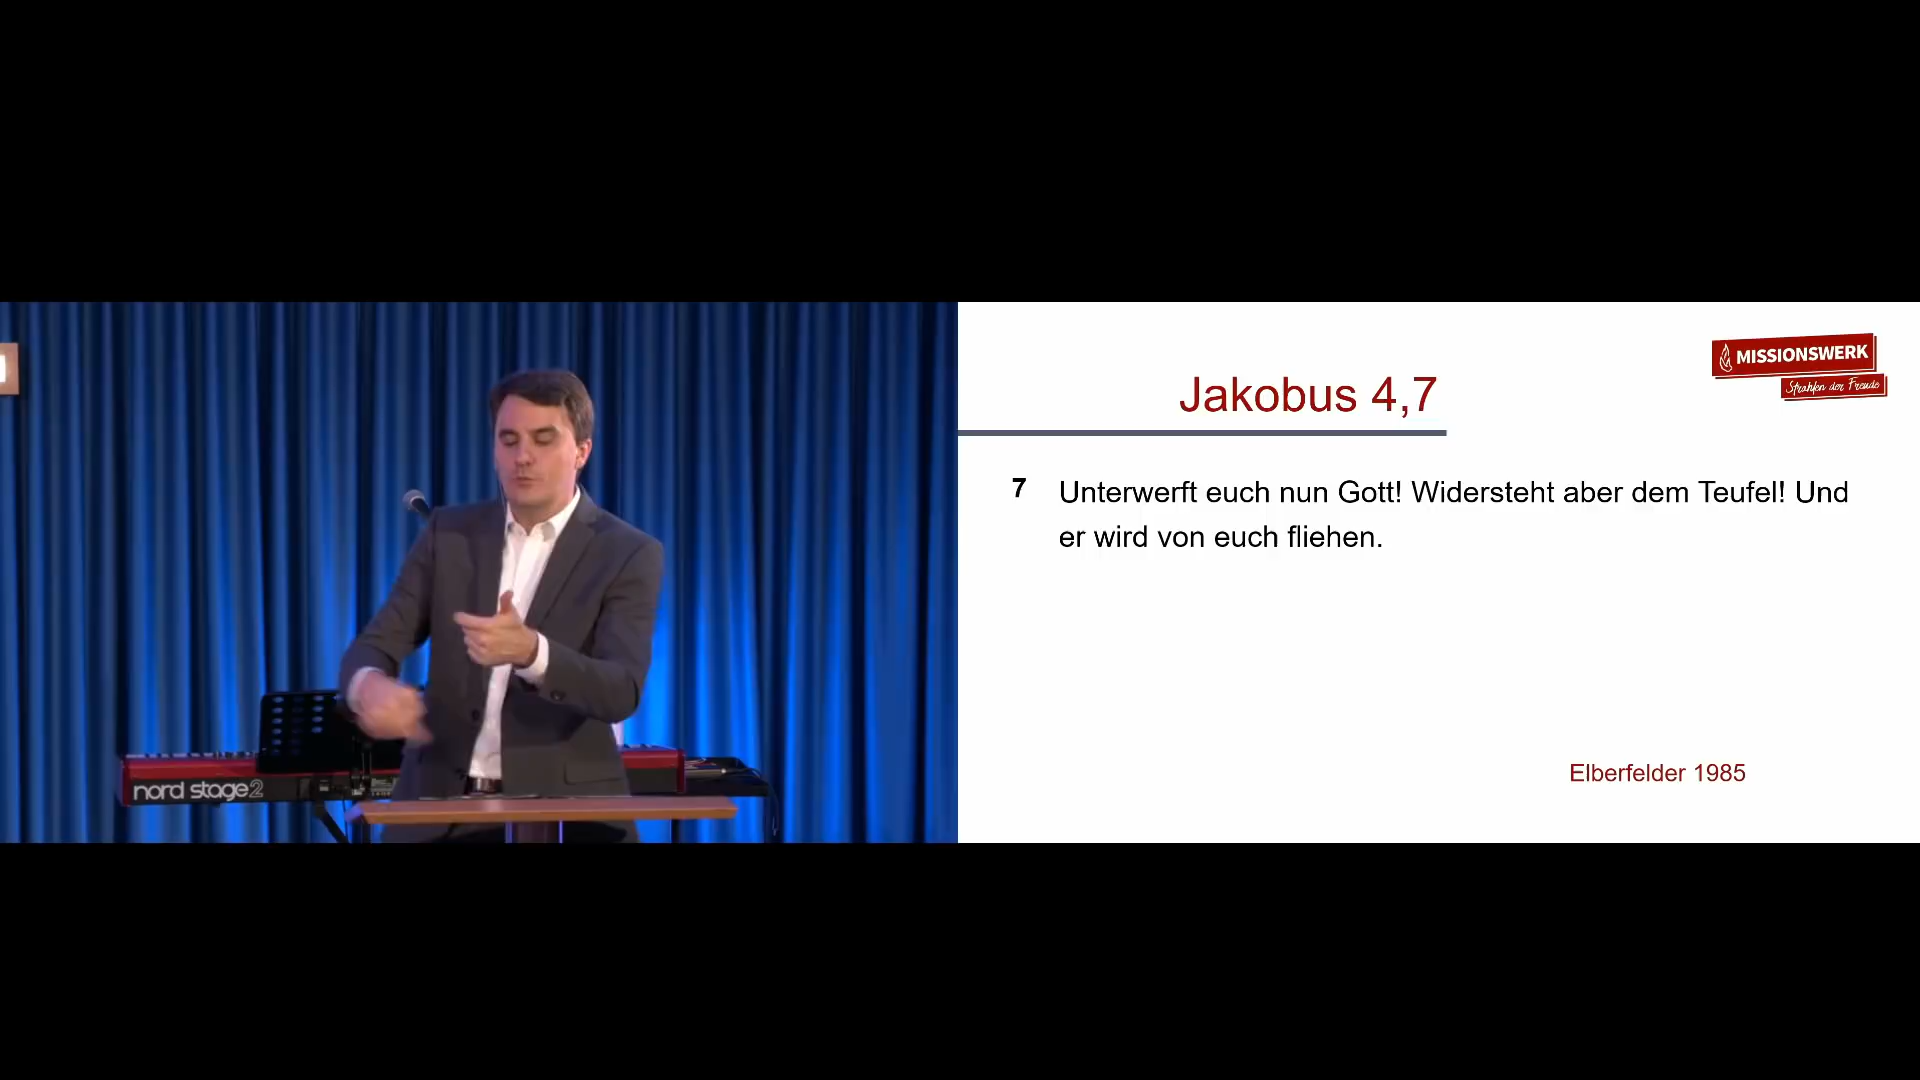 nord stage2
MISSIONSWERK
Strahlen der Freude
Jakobus 4,7
7 Unterwerft euch nun Gott! Widersteht aber dem Teufel! Und
er wird von euch fliehen.
Elberfelder 1985